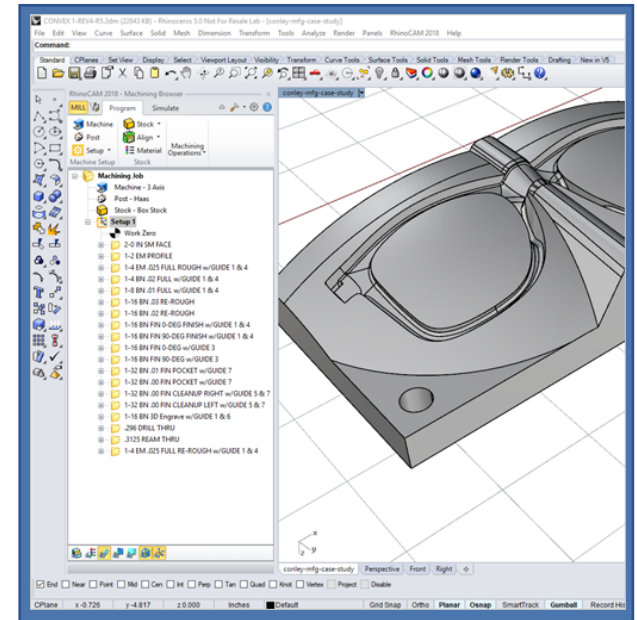 CONVEX 1-REV4-R5.3dm (22843 KB) - Rhinoceros 5.0 Not For Resale Lab - [conley-mfg-case-study]
File Edit View Curve Surface Solid Mesh Dimension Transform Tools Analyze Render Panels RhinoCAM 2018 Help
Command:
Standard CPlanes Set View Display Select Viewport Layout Visibility Transform Curve Tools Surface Tools Solid Tools Mesh Tools Render Tools Drafting New in V5
RhinoCAM 2018 - Machining Browser
conley-mfg-case-study
MILL Program Simulate
Machine Stock
Post Align
Setup Material Machining Operations
Machine Setup Stock
Machining Job
Machine - 3 Axis
Post - Haas
Stock - Box Stock
Setup 1
Work Zero
2-0 IN SM FACE
1-2 EM PROFILE
1-4 EM .025 FULL ROUGH w/GUIDE 1 & 4
1-4 BN .02 FULL w/GUIDE 1 & 4
1-8 BN .01 FULL w/GUIDE 1 & 4
1-16 BN .03 RE-ROUGH
1-16 BN .02 RE-ROUGH
1-16 BN FIN 0-DEG FINISH w/GUIDE 1 & 4
1-16 BN FIN 90-DEG FINISH w/GUIDE 1 & 4
1-16 BN FIN 0-DEG w/GUIDE 3
1-16 BN FIN 90-DEG w/GUIDE 3
1-32 BN .01 FIN POCKET w/GUIDE 7
1-32 BN .00 FIN POCKET w/GUIDE 7
1-32 BN .00 FIN CLEANUP RIGHT w/GUIDE 5 & 7
1-32 BN .00 FIN CLEANUP LEFT w/GUIDE 5 & 7
1-16 BN 3D Engrave w/GUIDE 1 & 6
.296 DRILL THRU
.3125 REAM THRU
1-4 EM .025 FULL RE-ROUGH w/GUIDE 1 & 4
x
z y
conley-mfg-case-study Perspective Front Right
End Near Point Mid Cen Int Perp Tan Quad Knot Vertex Project Disable
CPlane x -0.726 y -4.817 z 0.000 Inches Default Grid Snap Ortho Planar Osnap SmartTrack Gumball Record His